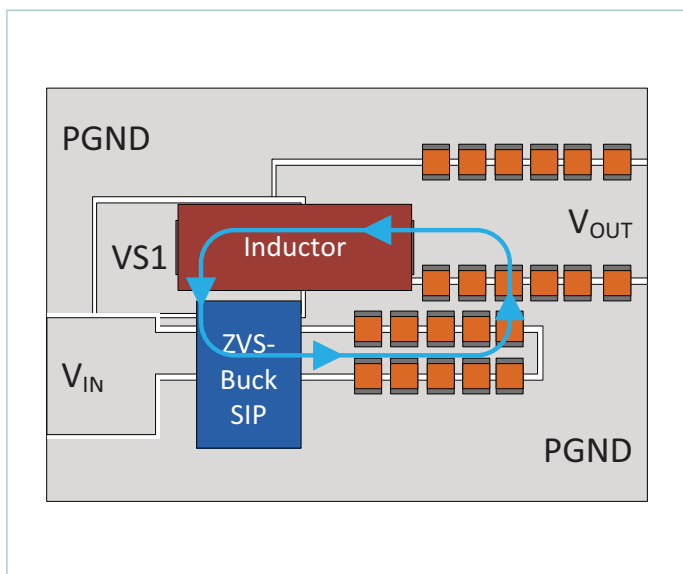 PGND
VOUT
VS1
Inductor
VIN
ZVS-
Buck
SIP
PGND